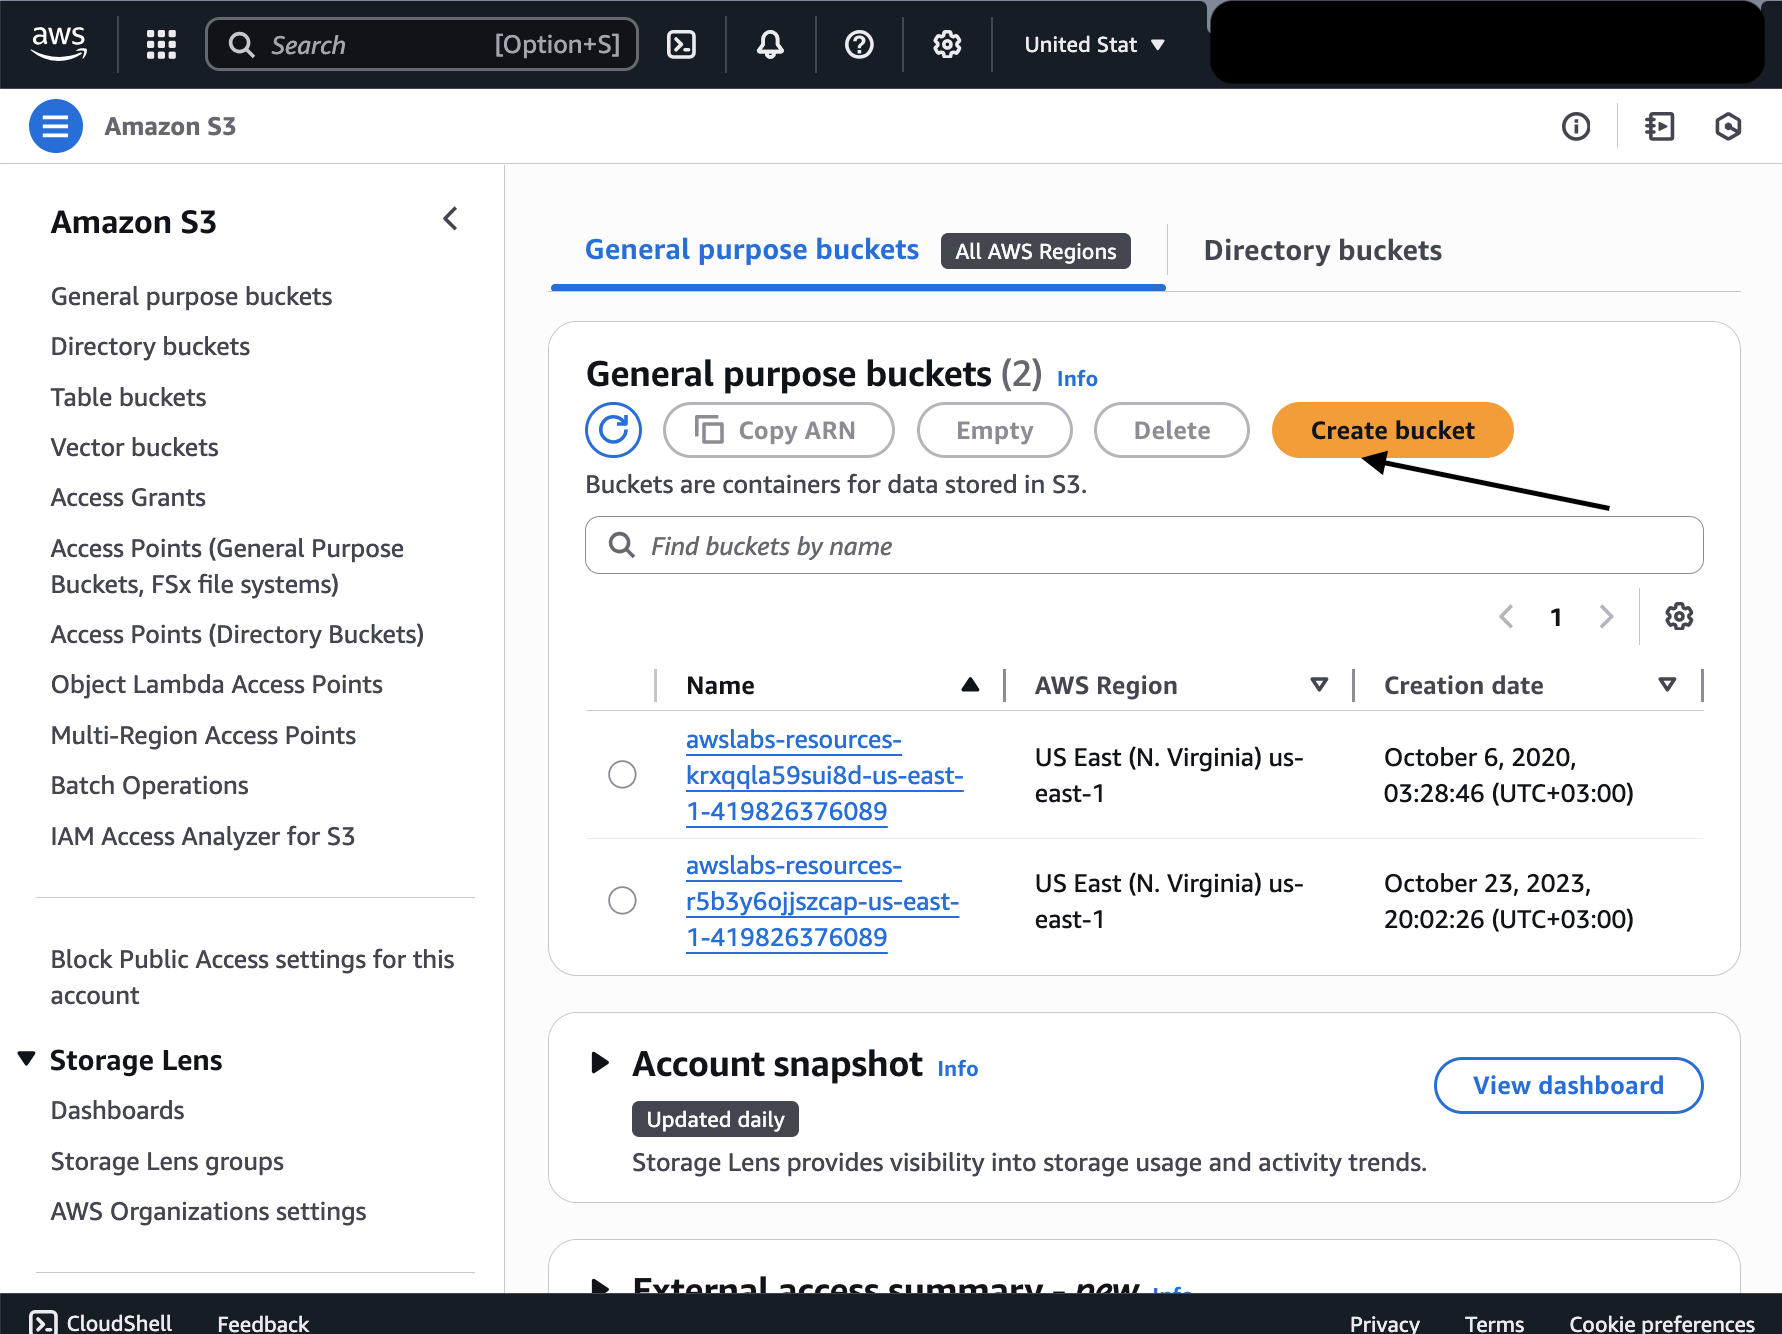 aws
Search [Option+S]
United Stat
Amazon S3
Amazon S3
General purpose buckets
Directory buckets
Table buckets
Vector buckets
Access Grants
Access Points (General Purpose
Buckets, FSx file systems)
Access Points (Directory Buckets)
Object Lambda Access Points
Multi-Region Access Points
Batch Operations
IAM Access Analyzer for S3
Block Public Access settings for this
account
Storage Lens
Dashboards
Storage Lens groups
AWS Organizations settings
General purpose buckets All AWS Regions Directory buckets
General purpose buckets (2) Info
Copy ARN Empty Delete Create bucket
Buckets are containers for data stored in S3.
Find buckets by name
1
Name AWS Region Creation date
awslabs-resources-
krxqqla59sui8d-us-east-
1-419826376089
US East (N. Virginia) us-
east-1
October 6, 2020,
03:28:46 (UTC+03:00)
awslabs-resources-
r5b3y6ojjszcap-us-east-
1-419826376089
US East (N. Virginia) us-
east-1
October 23, 2023,
20:02:26 (UTC+03:00)
Account snapshot Info
View dashboard
Updated daily
Storage Lens provides visibility into storage usage and activity trends.
External access summary - new Info
CloudShell Feedback Privacy Terms Cookie preferences